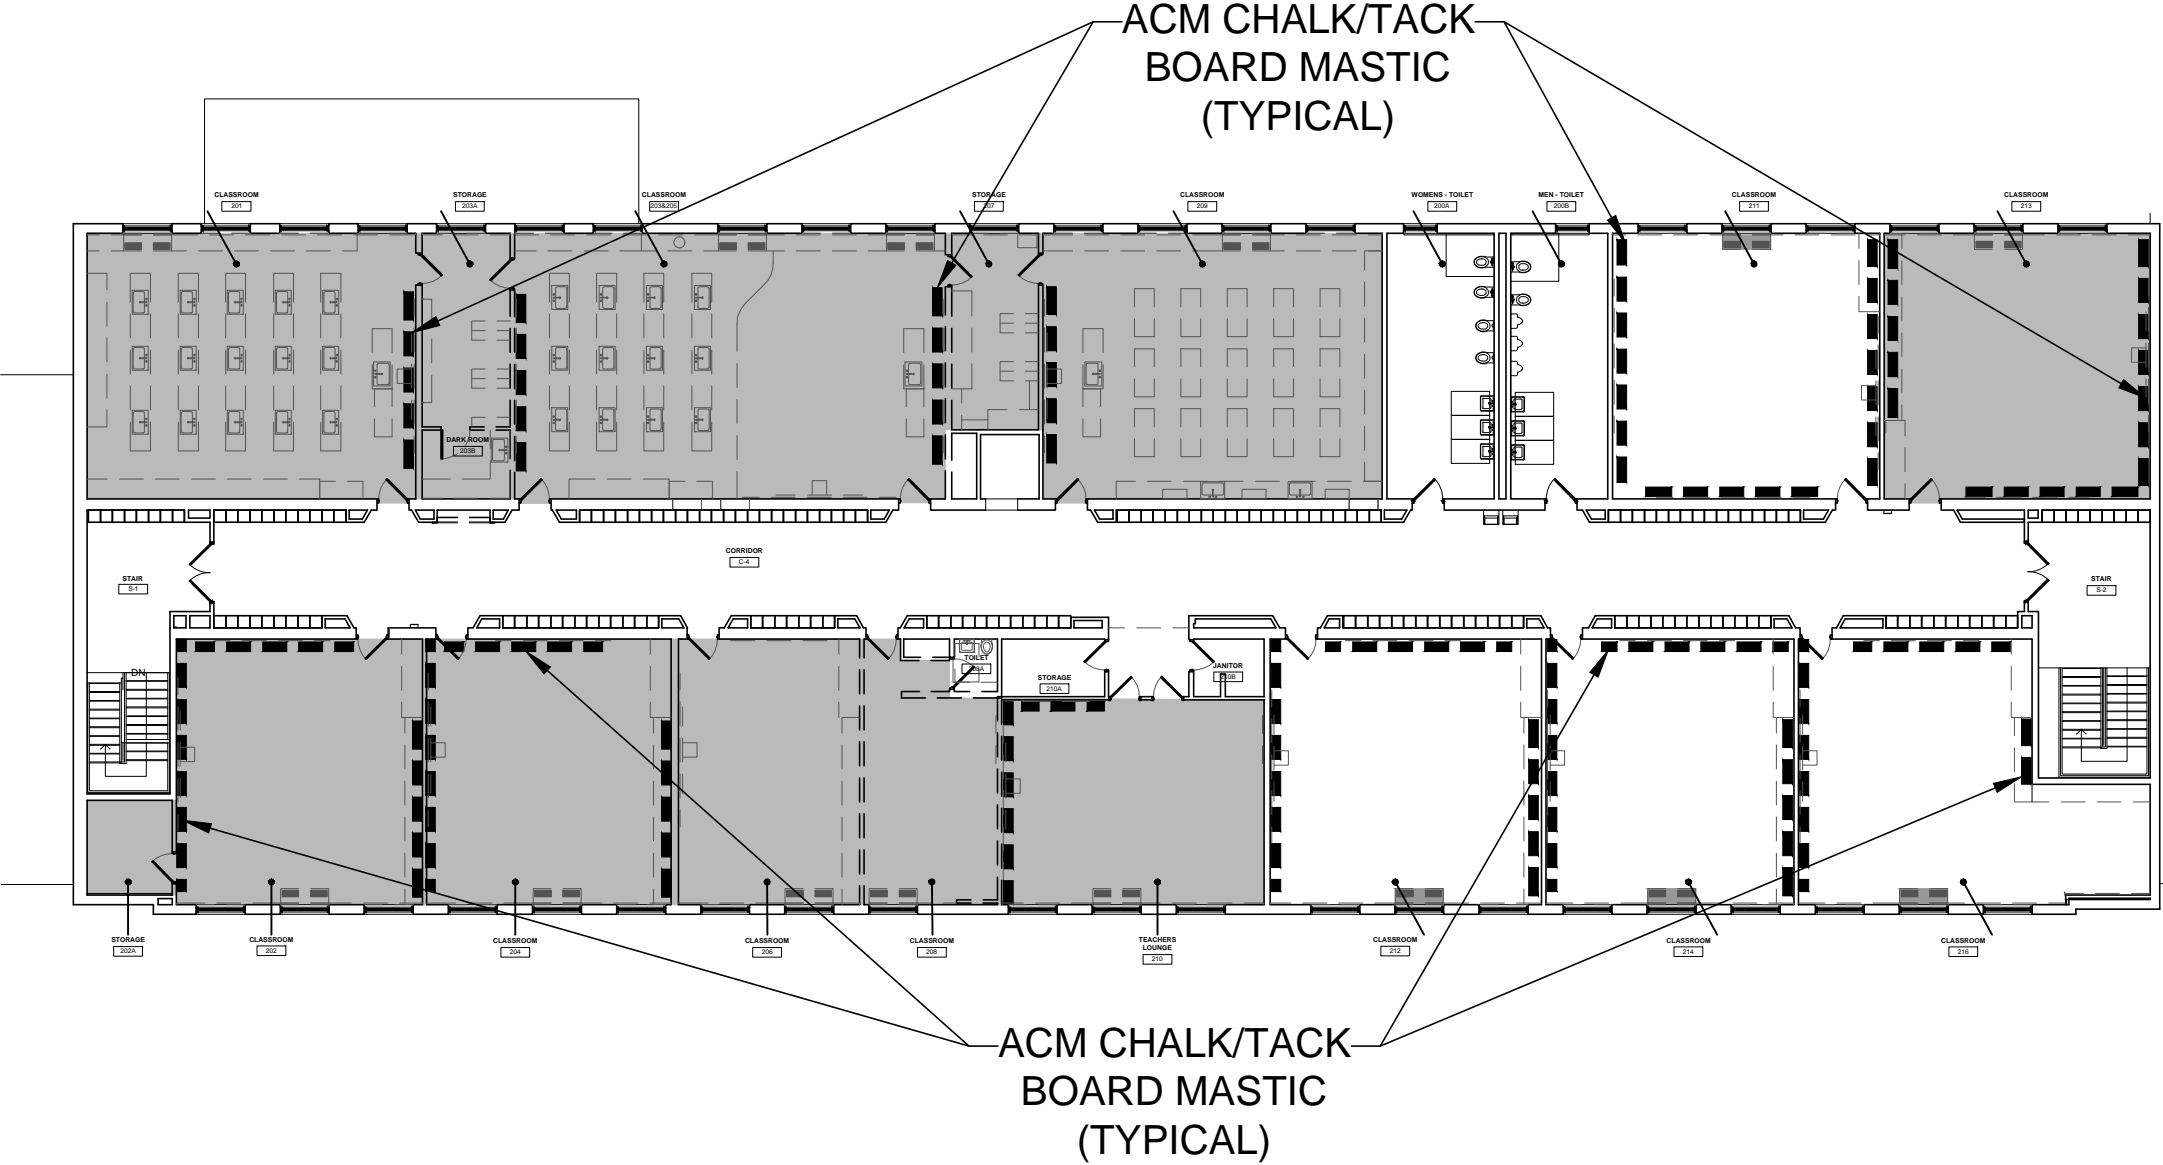 ACM CHALK/TACK
BOARD MASTIC
(TYPICAL)
CLASSROOM
201
STORAGE
203A
CLASSROOM
203&205
STORAGE
207
CLASSROOM
209
WOMENS - TOILET
200A
MEN - TOILET
200B
CLASSROOM
211
CLASSROOM
213
DARK ROOM
203B
CORRIDOR
C-4
STAIR
S-1
STAIR
S-2
DN
TOILET
STORAGE
210A
JANITOR
210B
STORAGE
202A
CLASSROOM
202
CLASSROOM
204
CLASSROOM
206
CLASSROOM
208
TEACHERS
LOUNGE
210
CLASSROOM
212
CLASSROOM
214
CLASSROOM
216
ACM CHALK/TACK
BOARD MASTIC
(TYPICAL)